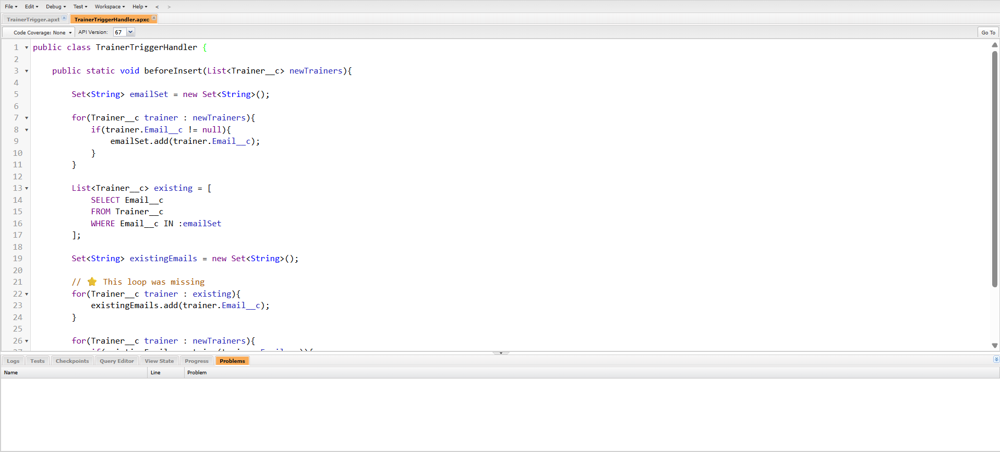 File Edit Debug Test Workspace Help < >
TrainerTrigger.apxt TrainerTriggerHandler.apxc
Code Coverage: None API Version: 67 Go To
1 public class TrainerTriggerHandler {
2
3 public static void beforeInsert(List<Trainer__c> newTrainers){
4
5 Set<String> emailSet = new Set<String>();
6
7 for(Trainer__c trainer : newTrainers){
8 if(trainer.Email__c != null){
9 emailSet.add(trainer.Email__c);
10 }
11 }
12
13 List<Trainer__c> existing = [
14 SELECT Email__c
15 FROM Trainer__c
16 WHERE Email__c IN :emailSet
17 ];
18
19 Set<String> existingEmails = new Set<String>();
20
21 // ⭐ This loop was missing
22 for(Trainer__c trainer : existing){
23 existingEmails.add(trainer.Email__c);
24 }
25
26 for(Trainer__c trainer : newTrainers){
Logs Tests Checkpoints Query Editor View State Progress Problems
Name Line Problem